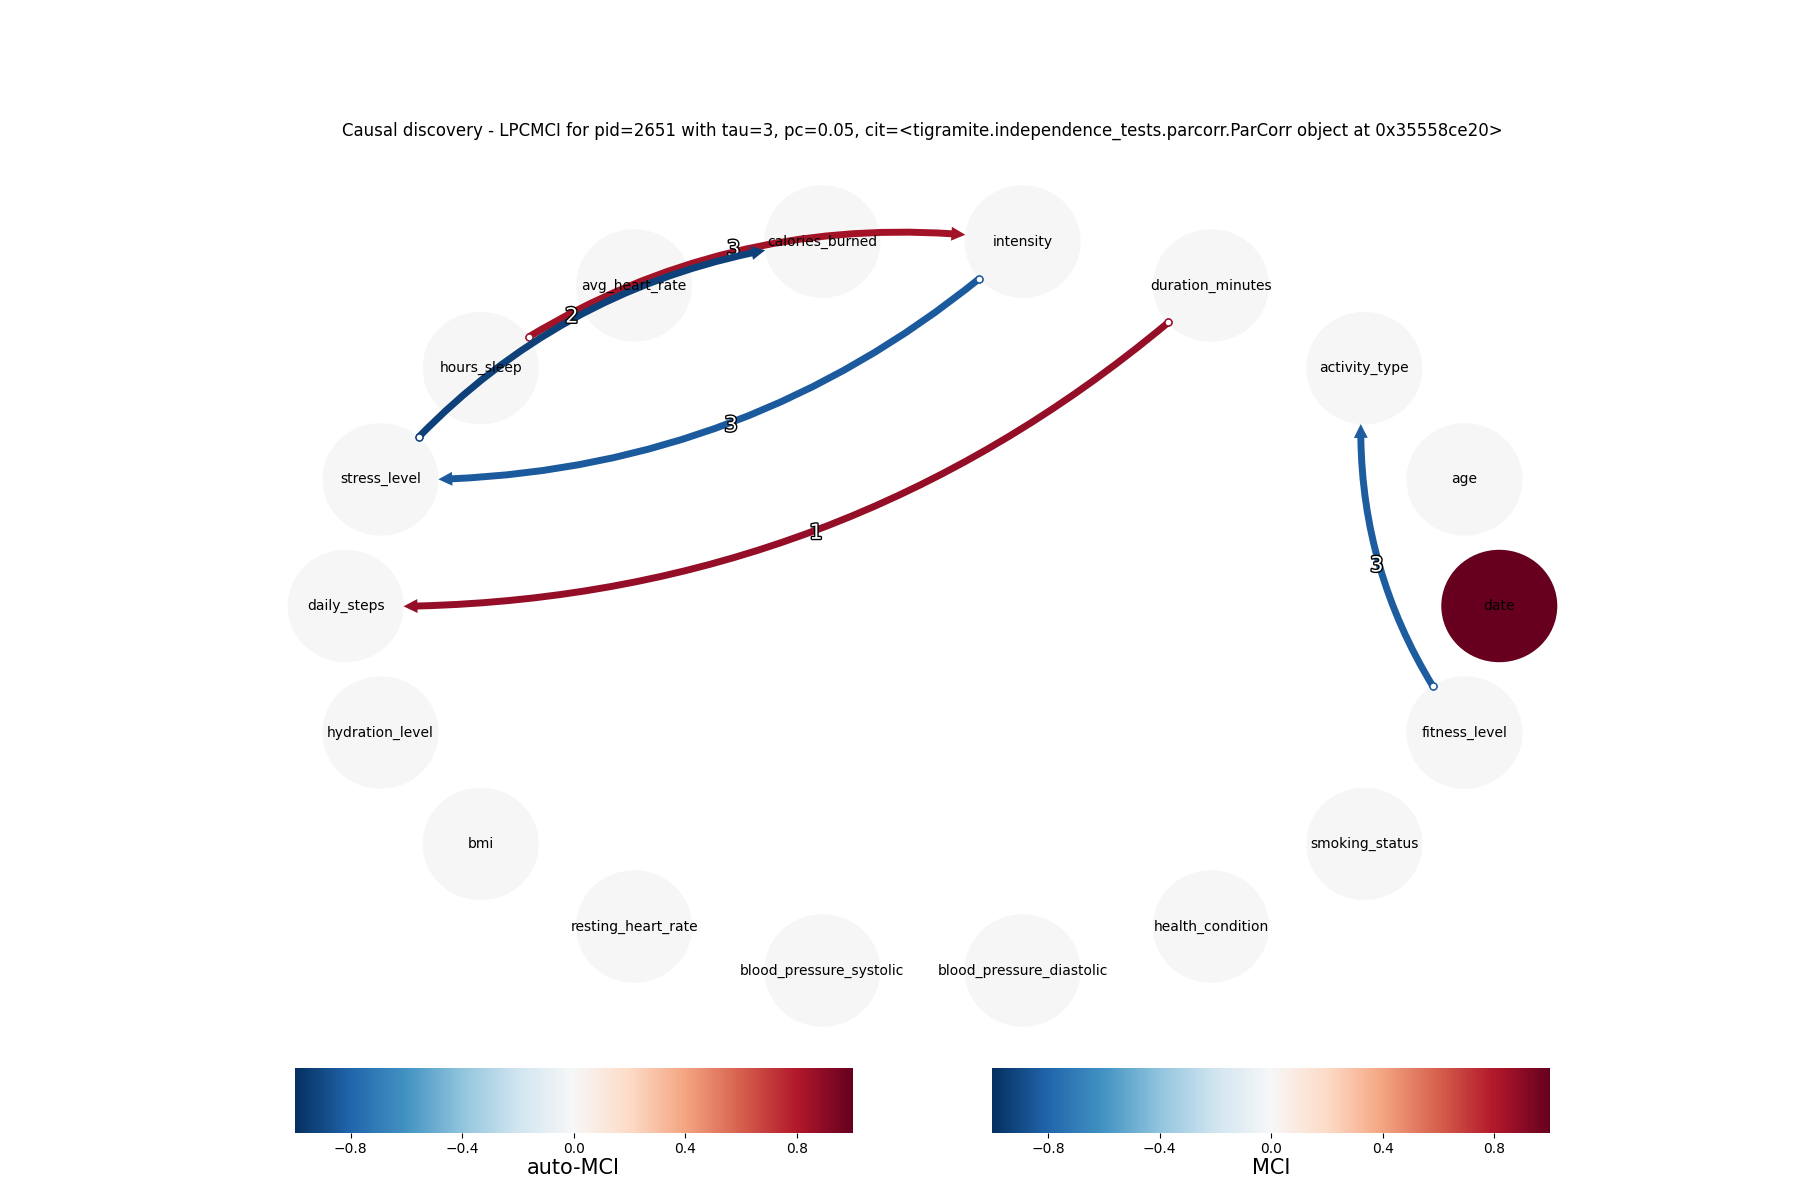 Causal discovery - LPCMCI for pid=2651 with tau=3, pc=0.05, cit=<tigramite.independence_tests.parcorr.ParCorr object at 0x35558ce20>
calories_burned
intensity
3
avg_heart_rate
duration_minutes
2
hours_sleep
activity_type
3
stress_level
age
1
3
daily_steps
date
hydration_level
fitness_level
bmi
smoking_status
resting_heart_rate
health_condition
blood_pressure_systolic
blood_pressure_diastolic
−0.8 −0.4 0.0 0.4 0.8
auto-MCI
−0.8 −0.4 0.0 0.4 0.8
MCI